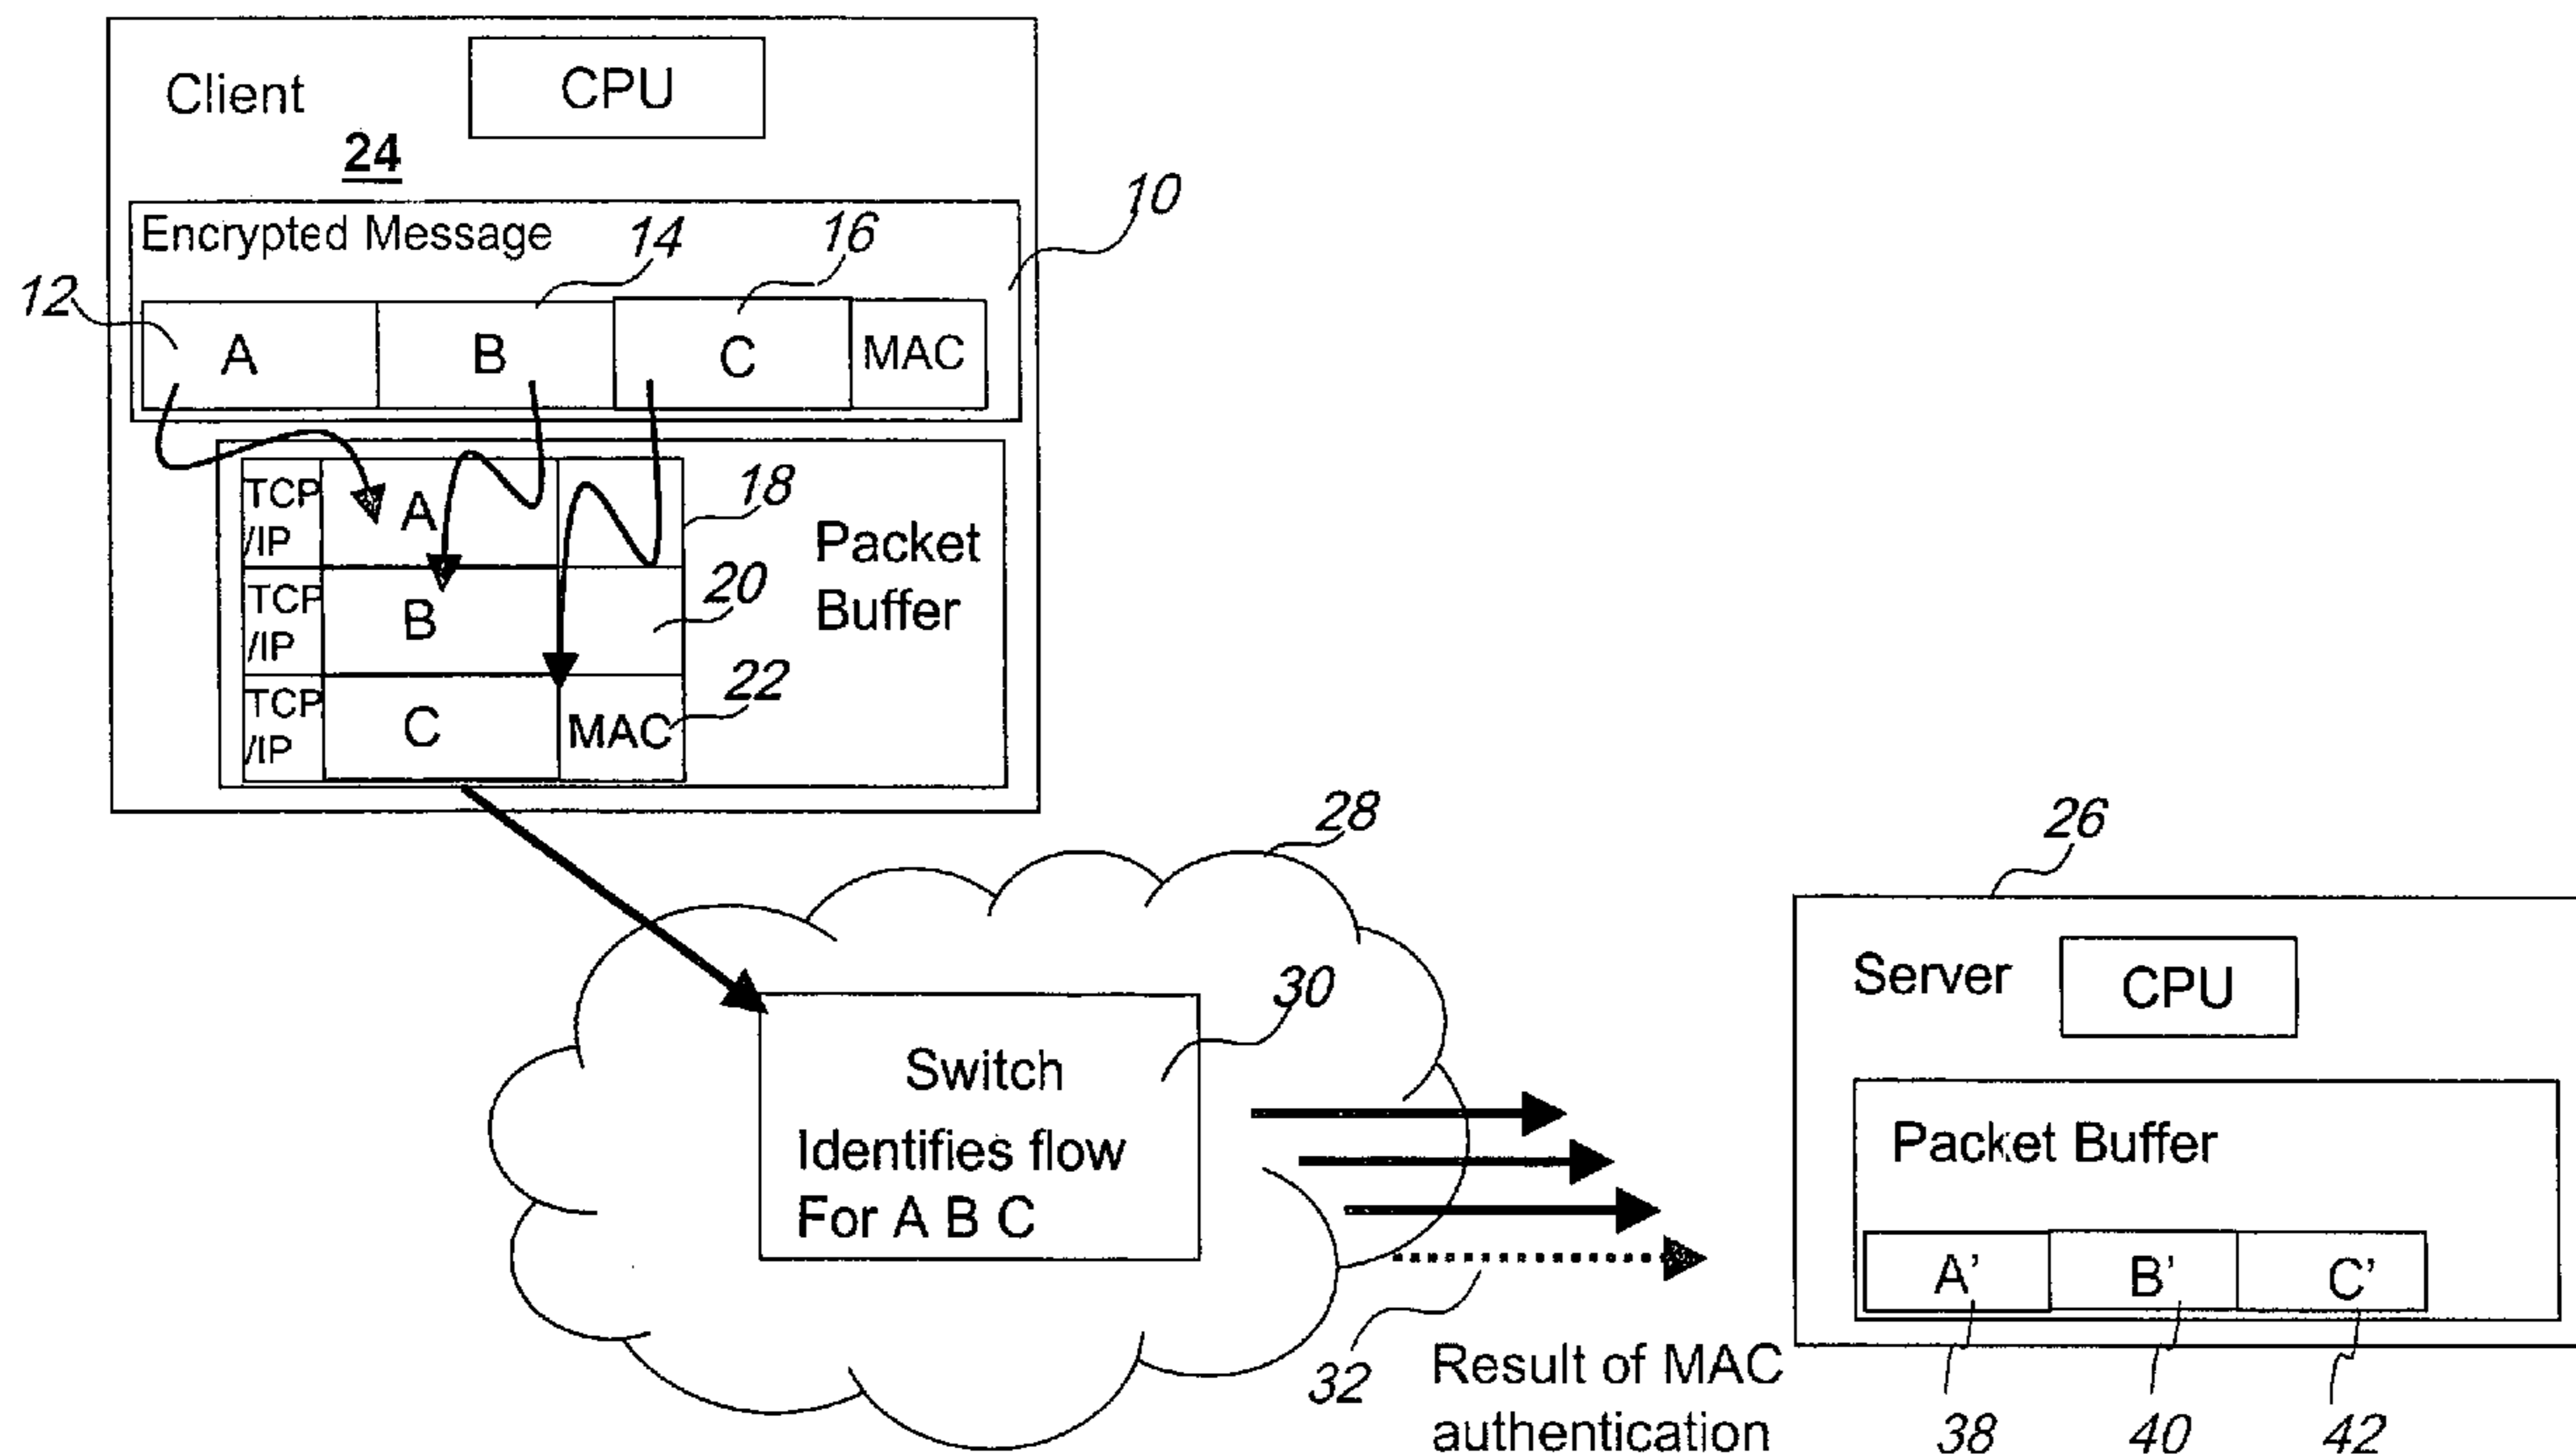 Client
CPU
24
10
Encrypted Message
14
16
12
A
B
C
MAC
TCP
/IP
A
18
Packet
Buffer
TCP
/IP
B
20
TCP
/IP
C
MAC
22
28
26
30
Switch
Identifies flow
For A B C
Server
CPU
Packet Buffer
A’
B’
C’
32
Result of MAC
authentication
38
40
42